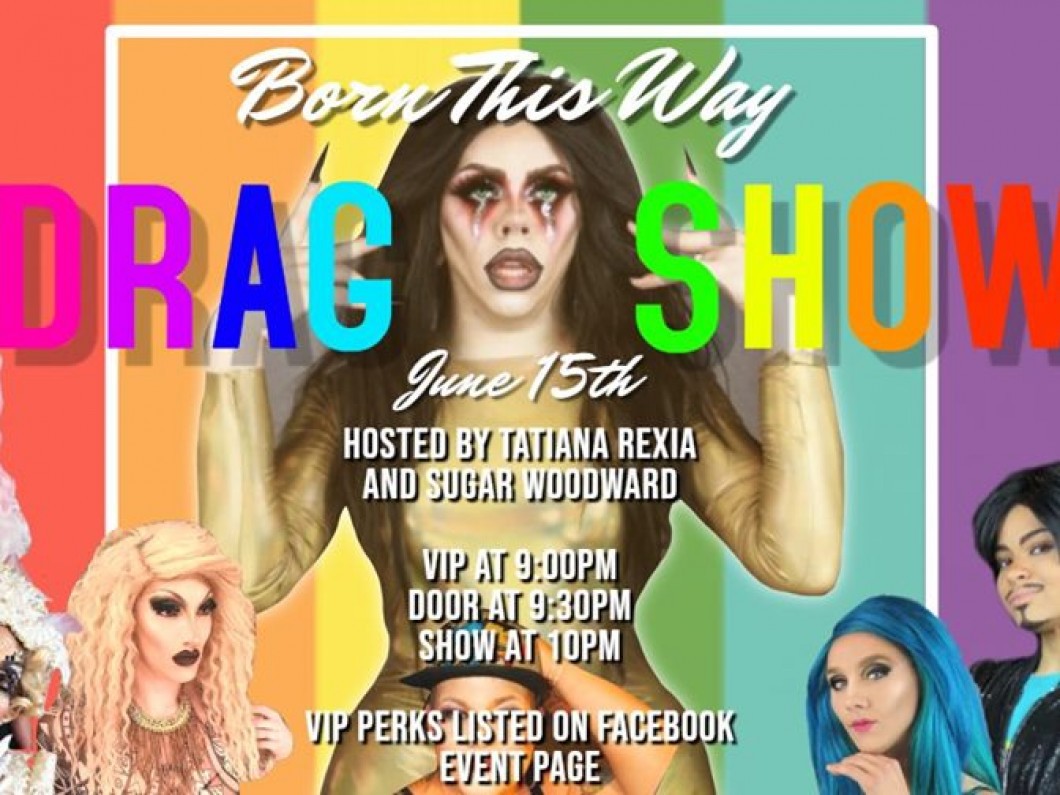 Born This Way
DRAG SHOW
June 15th
HOSTED BY TATIANA REXIA
AND SUGAR WOODWARD
VIP AT 9:00PM
DOOR AT 9:30PM
SHOW AT 10PM
VIP PERKS LISTED ON FACEBOOK
EVENT PAGE